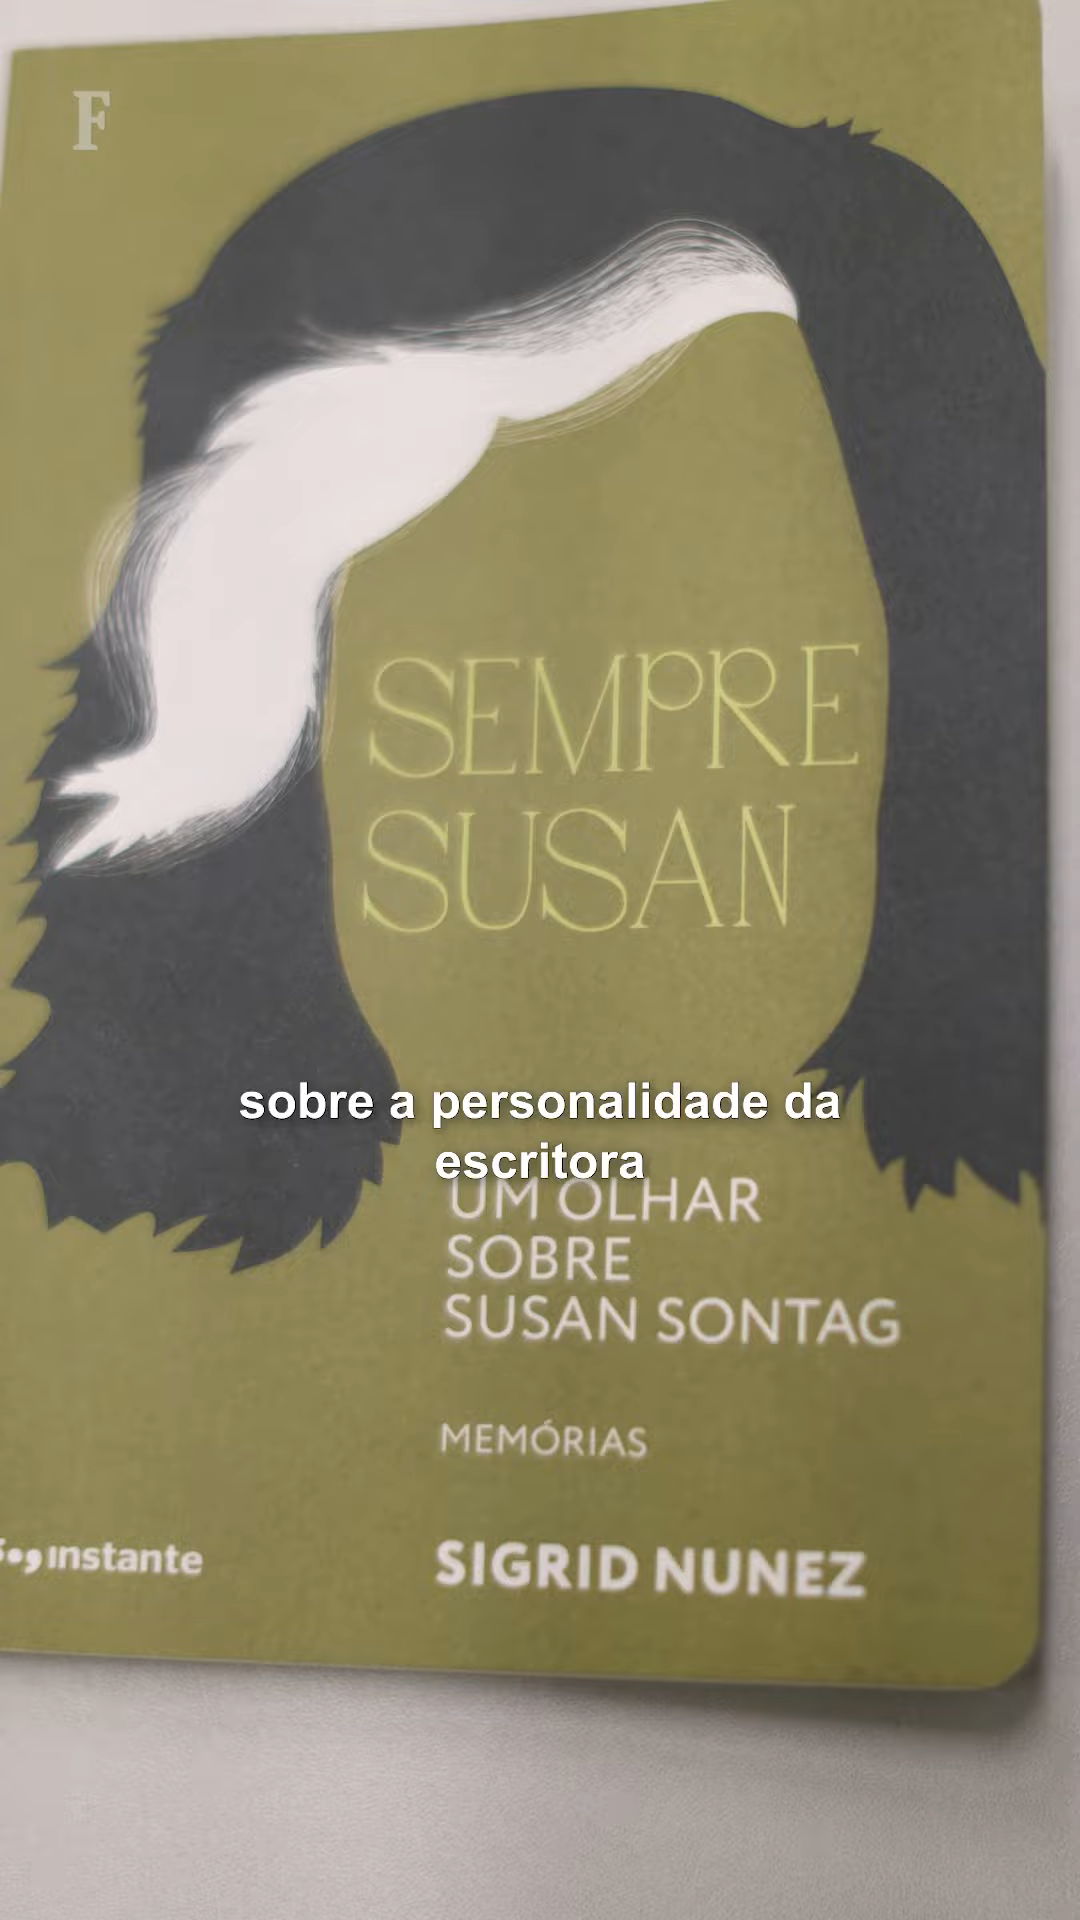 F
SEMPRE
SUSAN
sobre a personalidade da
escritora
UM OLHAR
SOBRE
SUSAN SONTAG
MEMÓRIAS
instante
SIGRID NUNEZ